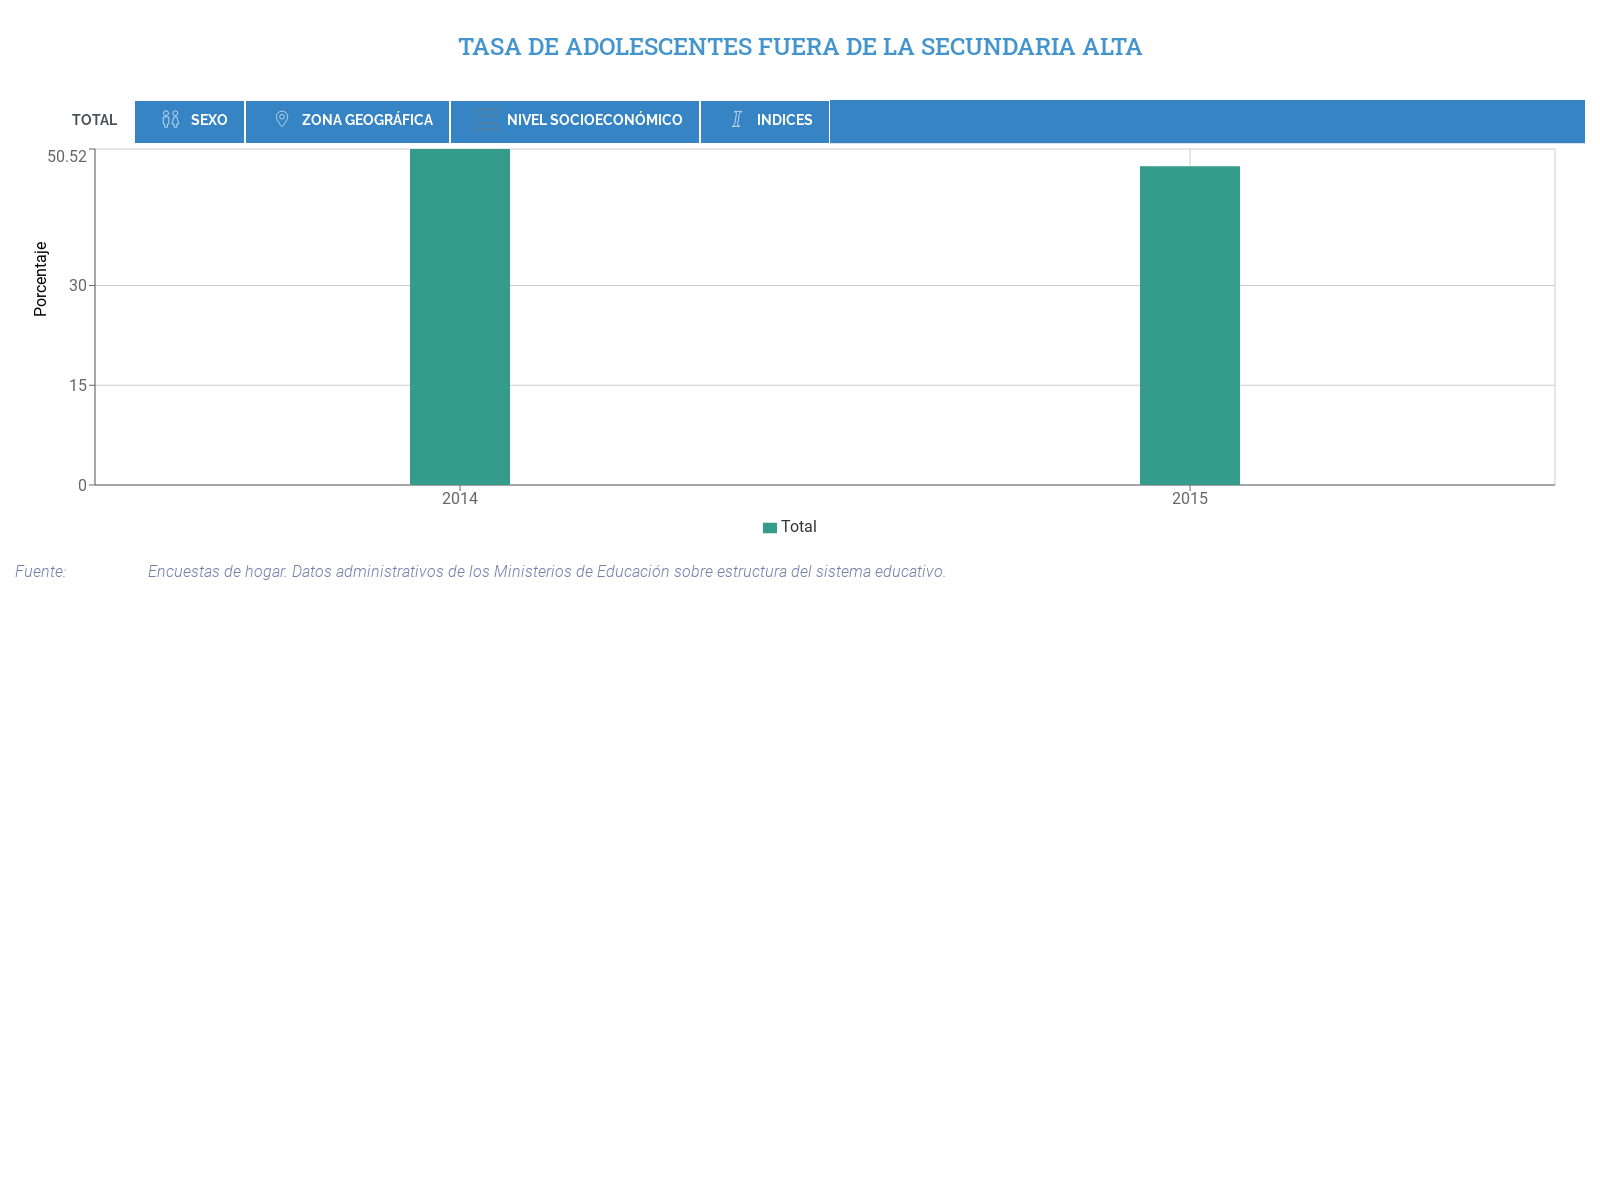 TASA DE ADOLESCENTES FUERA DE LA SECUNDARIA ALTA
TOTAL SEXO ZONA GEOGRÁFICA NIVEL SOCIOECONÓMICO INDICES
50.52
30
15
0
Porcentaje
2014 2015
Total
Fuente: Encuestas de hogar. Datos administrativos de los Ministerios de Educación sobre estructura del sistema educativo.